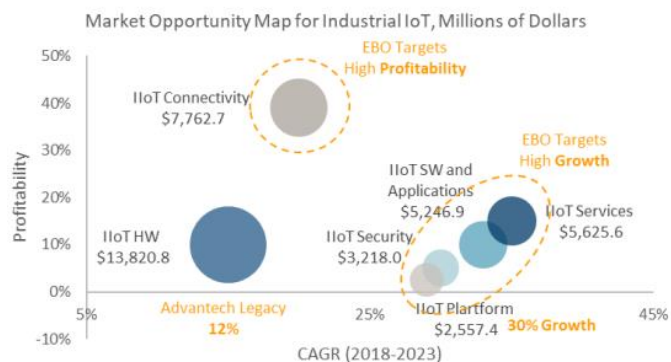 Market Opportunity Map for Industrial IoT, Millions of Dollars
50%
40%
30%
20%
10%
0%
-10%
Profitability
EBO Targets
High Profitability
IIoT Connectivity
$7,762.7
EBO Targets
High Growth
IIoT SW and
Applications
$5,246.9
IIoT Services
$5,625.6
IIoT HW
$13,820.8
IIoT Security
$3,218.0
IIoT Plartform
$2,557.4
Advantech Legacy
12%
30% Growth
5%
25%
45%
CAGR (2018-2023)